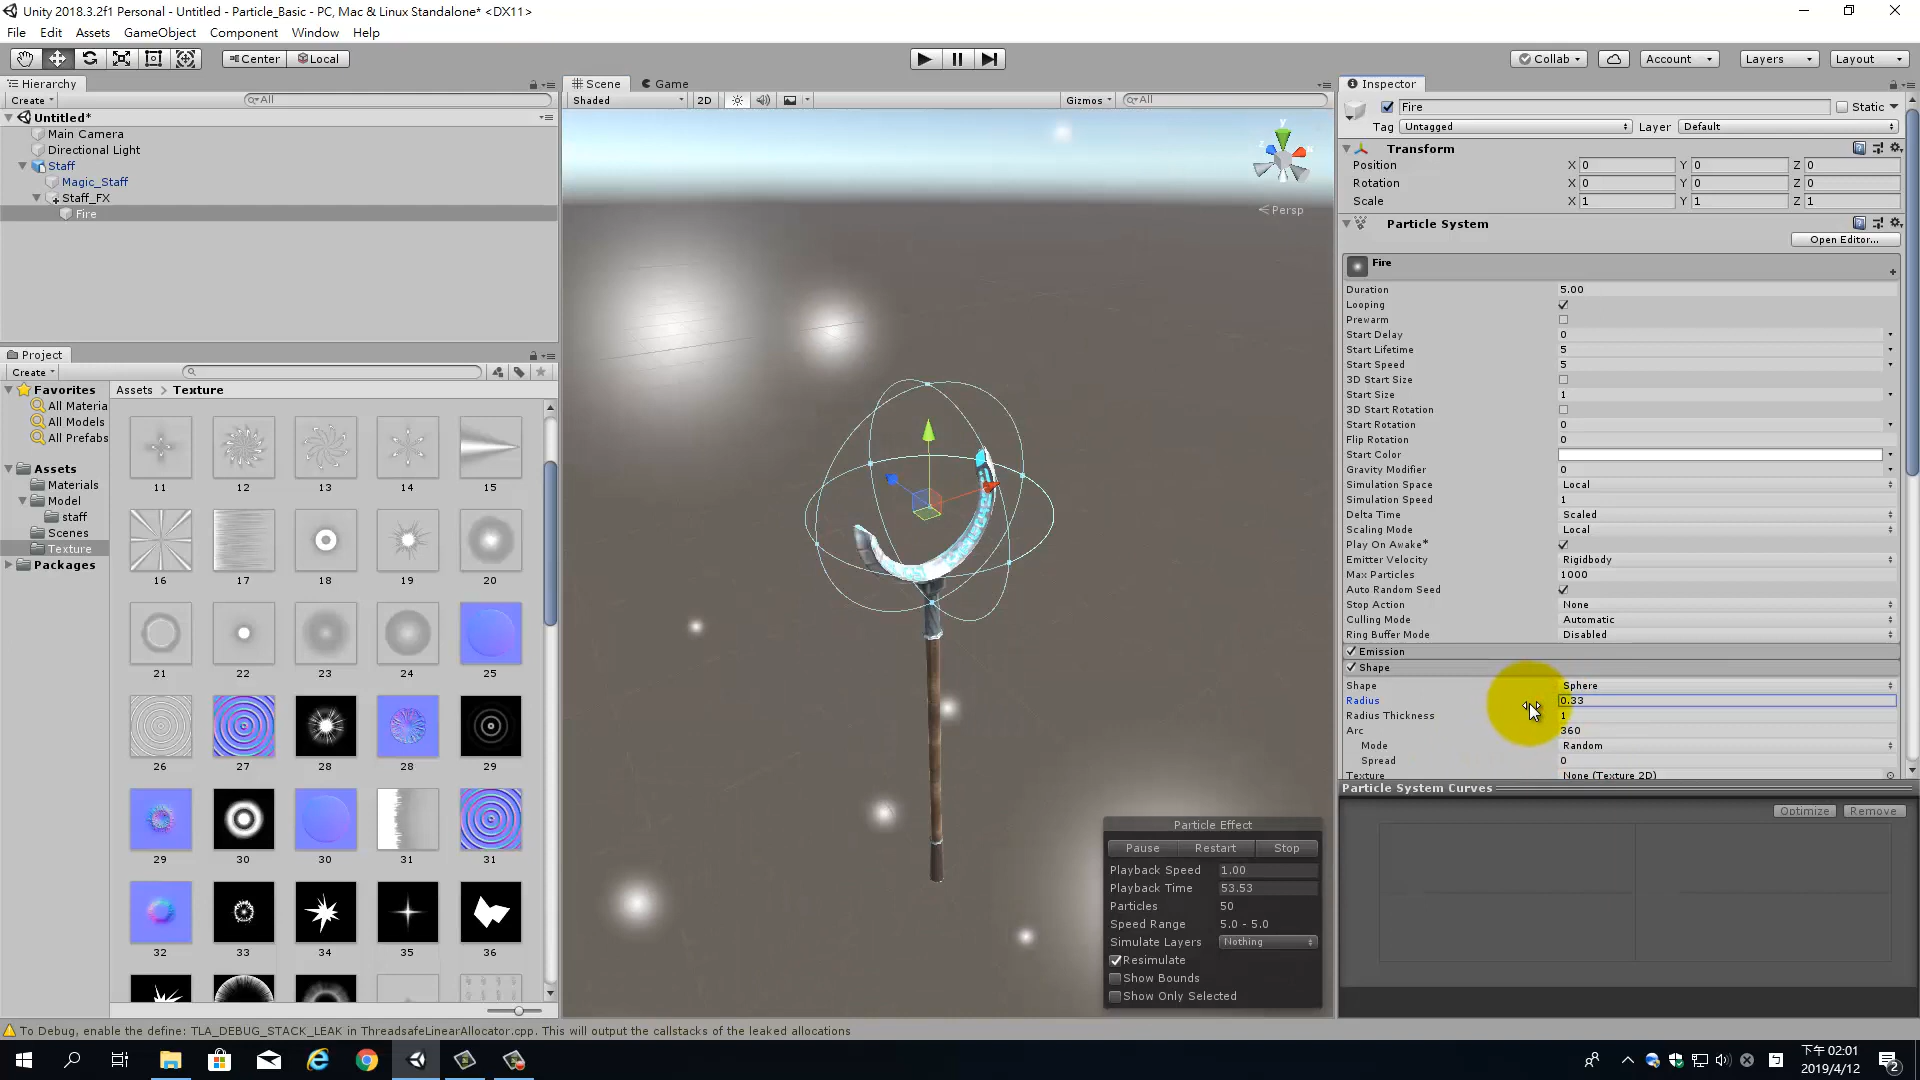 Unity 2018.3.2f1 Personal - Untitled - Particle_Basic - PC, Mac & Linux Standalone* <DX11>
File Edit Assets GameObject Component Window Help
Center Local
Collab Account Layers Layout
Hierarchy
Create All
Untitled*
Main Camera
Directional Light
Staff
Magic_Staff
Staff_FX
Fire
Project
Create
Favorites
All Materia
All Models
All Prefabs
Assets
Materials
Model
staff
Scenes
Texture
Packages
Assets > Texture
11 12 13 14 15
16 17 18 19 20
21 22 23 24 25
26 27 28 28 29
29 30 30 31 31
32 33 34 35 36
Scene Game
Shaded 2D Gizmos All
y
Persp
Particle Effect
Pause Restart Stop
Playback Speed 1.00
Playback Time 53.53
Particles 50
Speed Range 5.0 - 5.0
Simulate Layers Nothing
Resimulate
Show Bounds
Show Only Selected
Inspector
Fire Static
Tag Untagged Layer Default
Transform
Position X 0 Y 0 Z 0
Rotation X 0 Y 0 Z 0
Scale X 1 Y 1 Z 1
Particle System
Open Editor...
Fire
Duration 5.00
Looping
Prewarm
Start Delay 0
Start Lifetime 5
Start Speed 5
3D Start Size
Start Size 1
3D Start Rotation
Start Rotation 0
Flip Rotation 0
Start Color
Gravity Modifier 0
Simulation Space Local
Simulation Speed 1
Delta Time Scaled
Scaling Mode Local
Play On Awake*
Emitter Velocity Rigidbody
Max Particles 1000
Auto Random Seed
Stop Action None
Culling Mode Automatic
Ring Buffer Mode Disabled
Emission
Shape
Shape Sphere
Radius 0.33
Radius Thickness 1
Arc 360
Mode Random
Spread 0
Texture None (Texture 2D)
Particle System Curves
Optimize Remove
To Debug, enable the define: TLA_DEBUG_STACK_LEAK in ThreadsafeLinearAllocator.cpp. This will output the callstacks of the leaked allocations
下午 02:01
2019/4/12
2